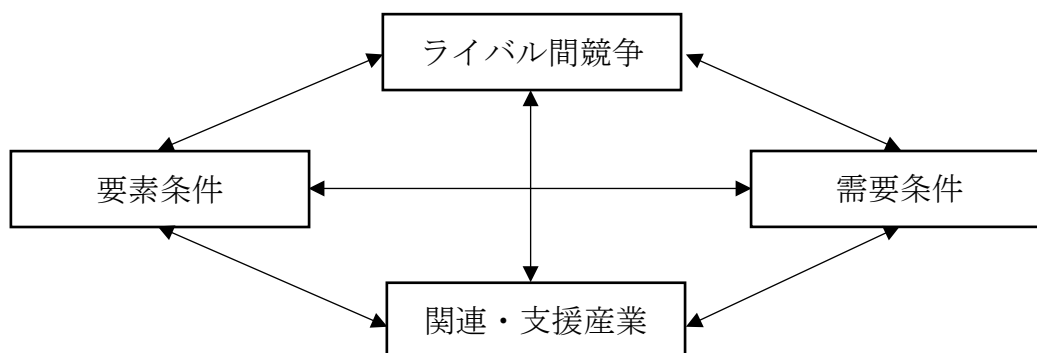 ライバル間競争
要素条件
需要条件
関連・支援産業